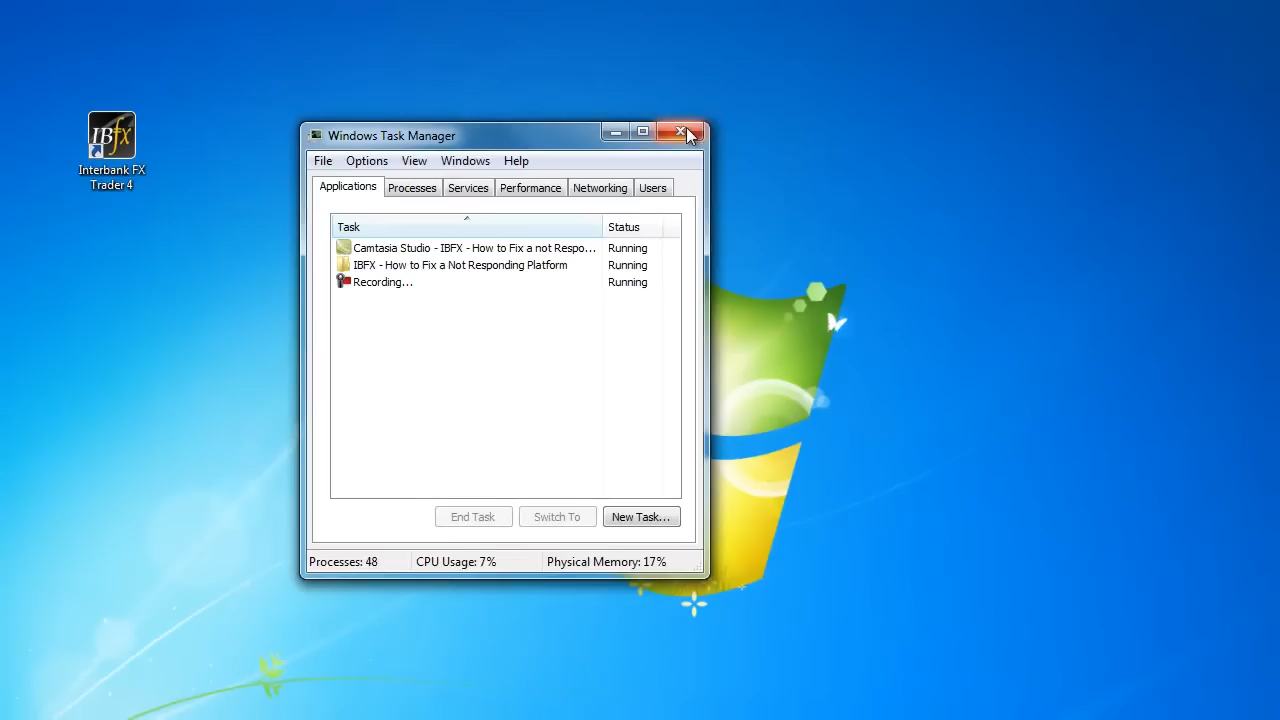 IBfx
Interbank FX
Trader 4
Windows Task Manager
File Options View Windows Help
Applications Processes Services Performance Networking Users
Task Status
Camtasia Studio - IBFX - How to Fix a not Respo... Running
IBFX - How to Fix a Not Responding Platform Running
Recording... Running
End Task Switch To New Task...
Processes: 48 CPU Usage: 7% Physical Memory: 17%